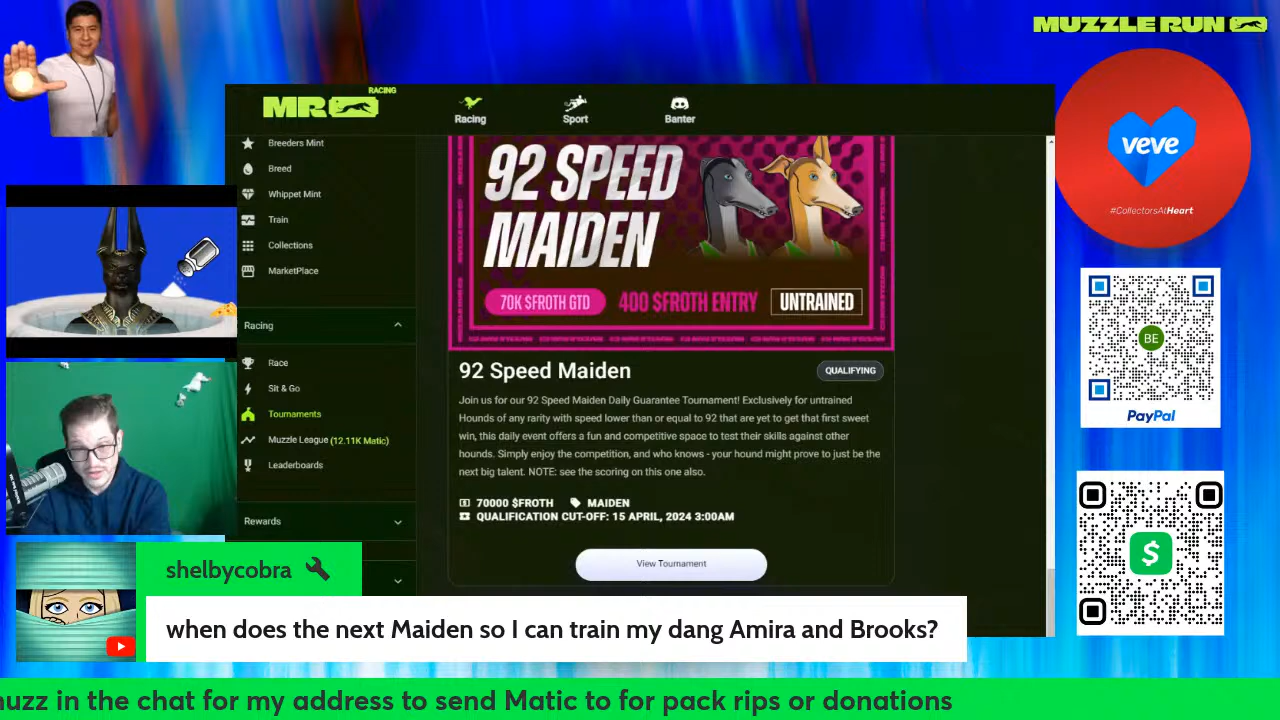 MUZZLE RUN
MR RACING
Racing
Sport
Banter
Breeders Mint
Breed
Whippet Mint
Train
Collections
MarketPlace
Racing
Race
Sit & Go
Tournaments
Muzzle League (12.11K Matic)
Leaderboards
Rewards
92 SPEED
MAIDEN
70K $FROTH GTD
400 $FROTH ENTRY
UNTRAINED
92 Speed Maiden
QUALIFYING
Join us for our 92 Speed Maiden Daily Guarantee Tournament! Exclusively for untrained
Hounds of any rarity with speed lower than or equal to 92 that are yet to get that first sweet
win, this daily event offers a fun and competitive space to test their skills against other
hounds. Simply enjoy the competition, and who knows - your hound might prove to just be the
next big talent. NOTE: see the scoring on this one also.
70000 $FROTH
MAIDEN
QUALIFICATION CUT-OFF: 15 APRIL, 2024 3:00AM
View Tournament
veve
#CollectorsAtHeart
BE
PayPal
$
shelbycobra
when does the next Maiden so I can train my dang Amira and Brooks?
muzz in the chat for my address to send Matic to for pack rips or donations